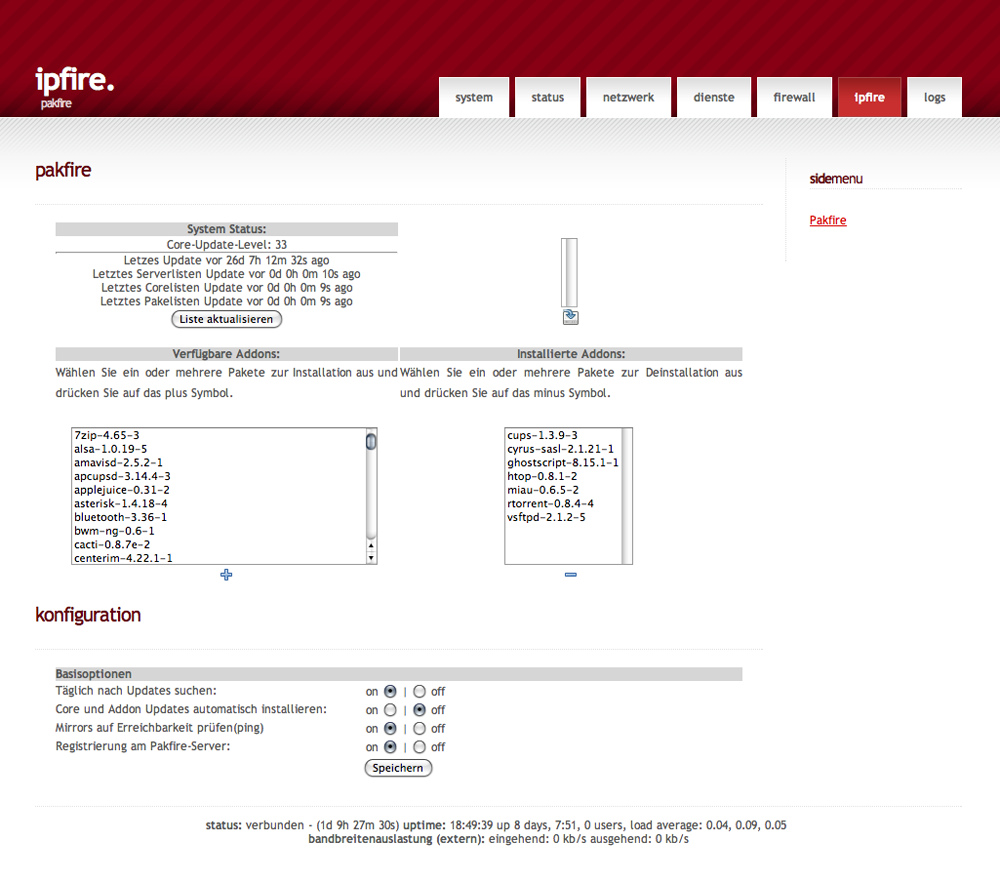 ipfire.
pakfire
system
status
netzwerk
dienste
firewall
ipfire
logs
pakfire
sidemenu
Pakfire
System Status:
Core-Update-Level: 33
Letzes Update vor 26d 7h 12m 32s ago
Letztes Serverlisten Update vor 0d 0h 0m 10s ago
Letztes Corelisten Update vor 0d 0h 0m 9s ago
Letztes Pakelisten Update vor 0d 0h 0m 9s ago
Liste aktualisieren
Verfügbare Addons:
Wählen Sie ein oder mehrere Pakete zur Installation aus und
drücken Sie auf das plus Symbol.
7zip-4.65-3
alsa-1.0.19-5
amavisd-2.5.2-1
apcupsd-3.14.4-3
applejuice-0.31-2
asterisk-1.4.18-4
bluetooth-3.36-1
bwm-ng-0.6-1
cacti-0.8.7e-2
centerim-4.22.1-1
Installierte Addons:
Wählen Sie ein oder mehrere Pakete zur Deinstallation aus
und drücken Sie auf das minus Symbol.
cups-1.3.9-3
cyrus-sasl-2.1.21-1
ghostscript-8.15.1-1
htop-0.8.1-2
miau-0.6.5-2
rtorrent-0.8.4-4
vsftpd-2.1.2-5
konfiguration
Basisoptionen
Täglich nach Updates suchen: on | off
Core und Addon Updates automatisch installieren: on | off
Mirrors auf Erreichbarkeit prüfen(ping) on | off
Registrierung am Pakfire-Server: on | off
Speichern
status: verbunden - (1d 9h 27m 30s) uptime: 18:49:39 up 8 days, 7:51, 0 users, load average: 0.04, 0.09, 0.05
bandbreitenauslastung (extern): eingehend: 0 kb/s ausgehend: 0 kb/s